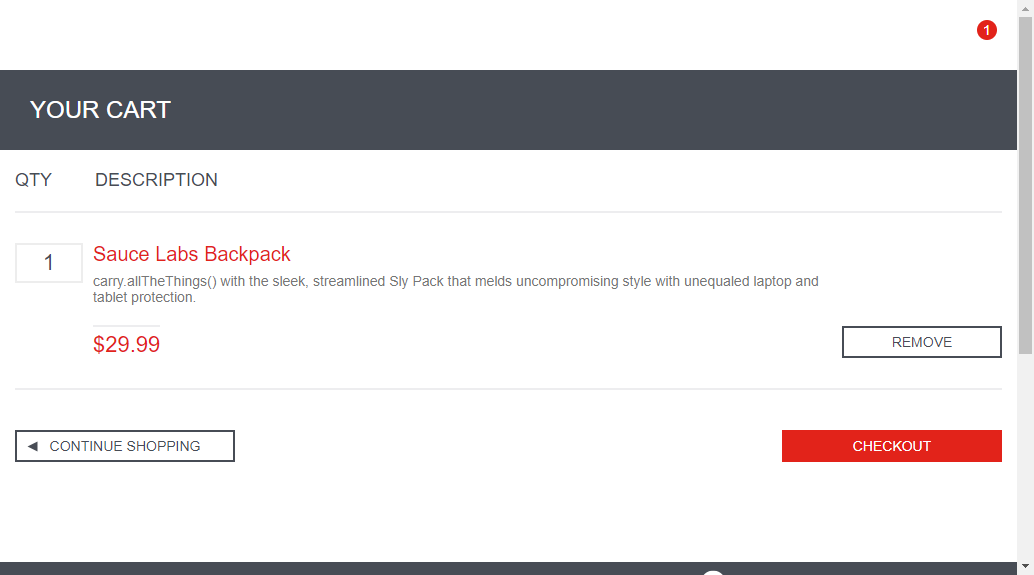 1
YOUR CART
QTY DESCRIPTION
1
Sauce Labs Backpack
carry.allTheThings() with the sleek, streamlined Sly Pack that melds uncompromising style with unequaled laptop and
tablet protection.
$29.99
REMOVE
CONTINUE SHOPPING
CHECKOUT